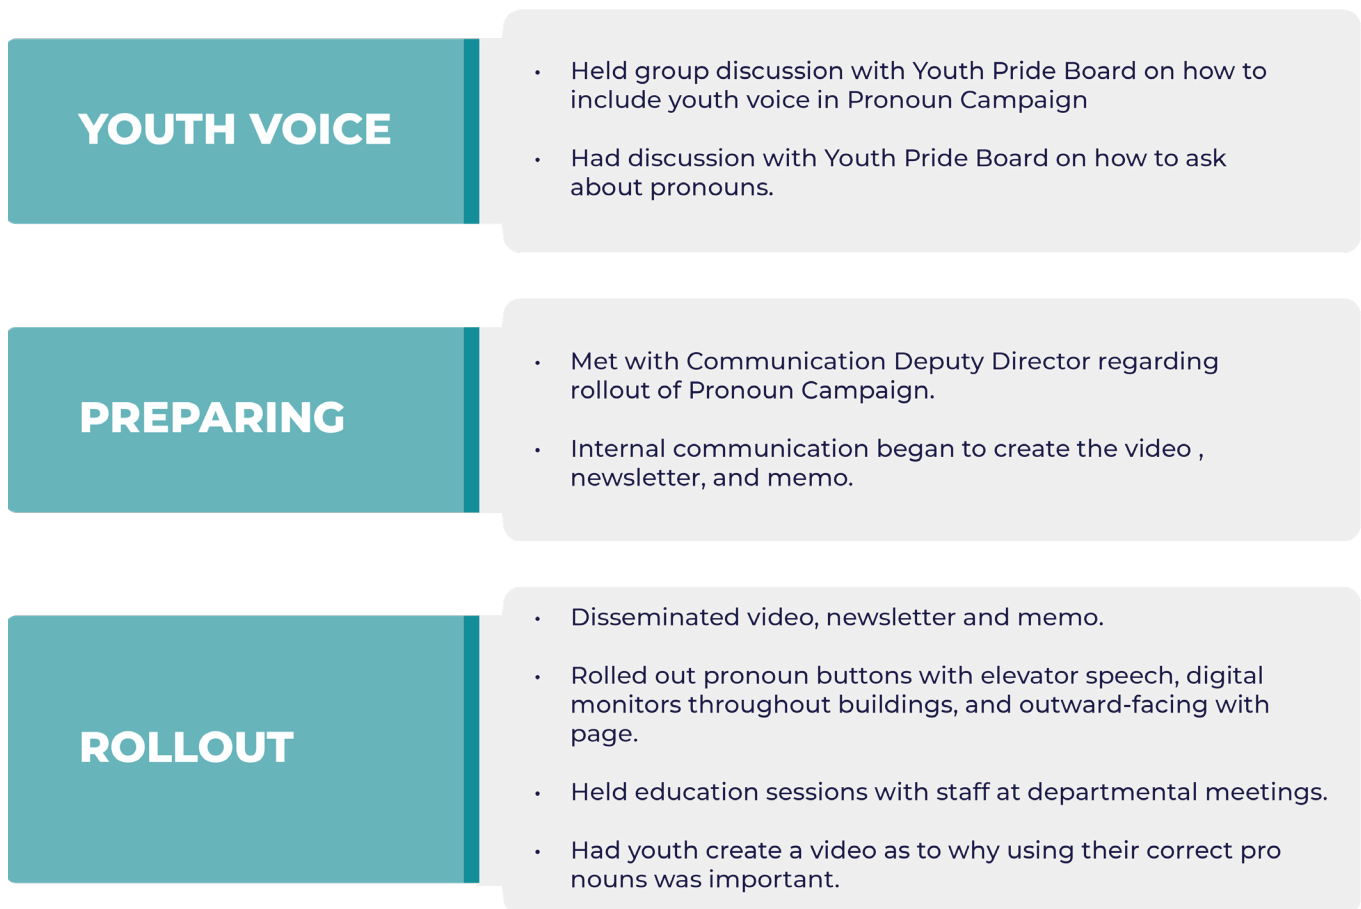 YOUTH VOICE
• Held group discussion with Youth Pride Board on how to
include youth voice in Pronoun Campaign
• Had discussion with Youth Pride Board on how to ask
about pronouns.
PREPARING
• Met with Communication Deputy Director regarding
rollout of Pronoun Campaign.
• Internal communication began to create the video ,
newsletter, and memo.
ROLLOUT
• Disseminated video, newsletter and memo.
• Rolled out pronoun buttons with elevator speech, digital
monitors throughout buildings, and outward-facing with
page.
• Held education sessions with staff at departmental meetings.
• Had youth create a video as to why using their correct pro
nouns was important.